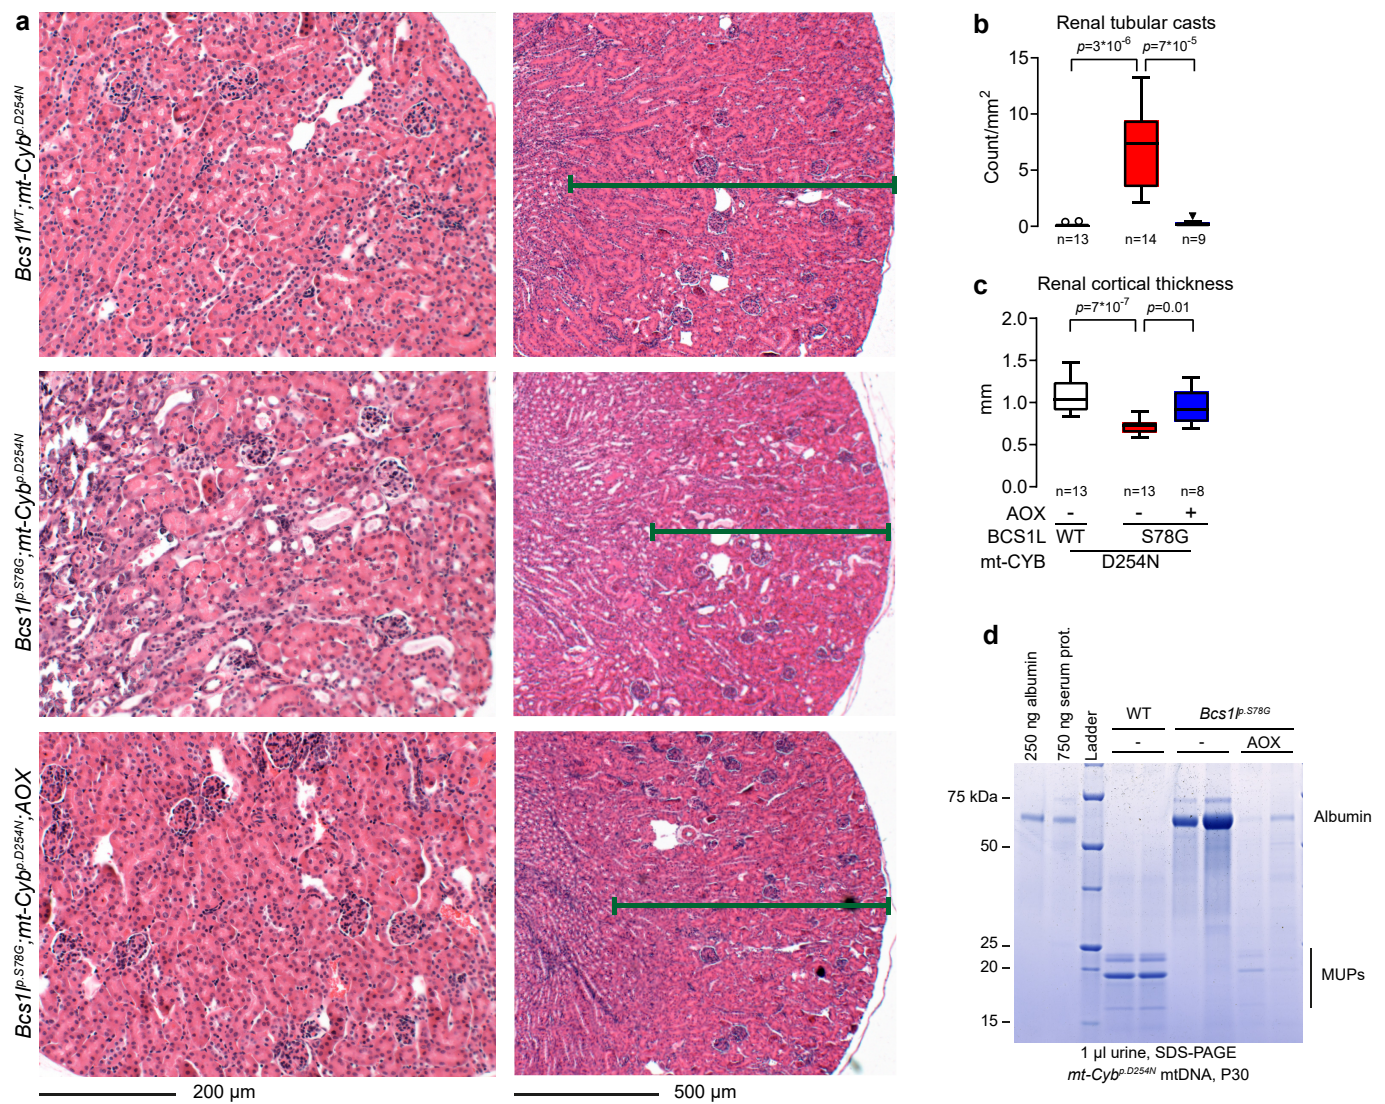 a
Bcs1l^WT;mt-Cyb^p.D254N
Bcs1l^p.S78G;mt-Cyb^p.D254N
Bcs1l^p.S78G;mt-Cyb^p.D254N;AOX
200 µm
500 µm
b
Renal tubular casts
p=3*10^-6
p=7*10^-5
Count/mm²
15
10
5
0
n=13
n=14
n=9
c
Renal cortical thickness
p=7*10^-7
p=0.01
mm
2.0
1.5
1.0
0.5
0.0
n=13
n=13
n=8
AOX - - +
BCS1L WT S78G
mt-CYB D254N
d
250 ng albumin
750 ng serum prot.
Ladder
WT
Bcs1l^p.S78G
-
-
AOX
75 kDa
50
25
20
15
Albumin
MUPs
1 µl urine, SDS-PAGE
mt-Cyb^p.D254N mtDNA, P30